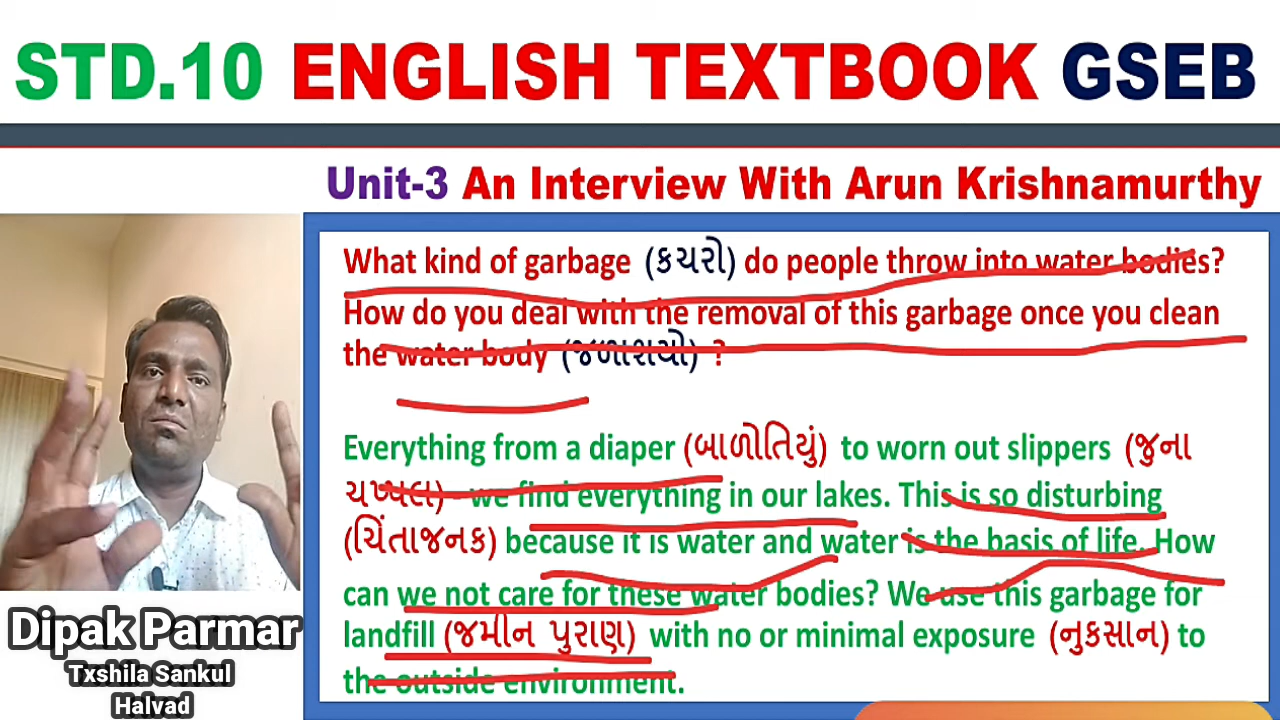 STD.10 ENGLISH TEXTBOOK GSEB
Unit-3 An Interview With Arun Krishnamurthy
What kind of garbage (કચરો) do people throw into water bodies?
How do you deal with the removal of this garbage once you clean
the water body (જળાશયો) ?
Everything from a diaper (બાળોતિયું) to worn out slippers (જુના
ચપ્પલ) - we find everything in our lakes. This is so disturbing
(ચિંતાજનક) because it is water and water is the basis of life. How
can we not care for these water bodies? We use this garbage for
landfill (જમીન પુરાણ) with no or minimal exposure (નુકસાન) to
the outside environment.
Dipak Parmar
Txshila Sankul
Halvad